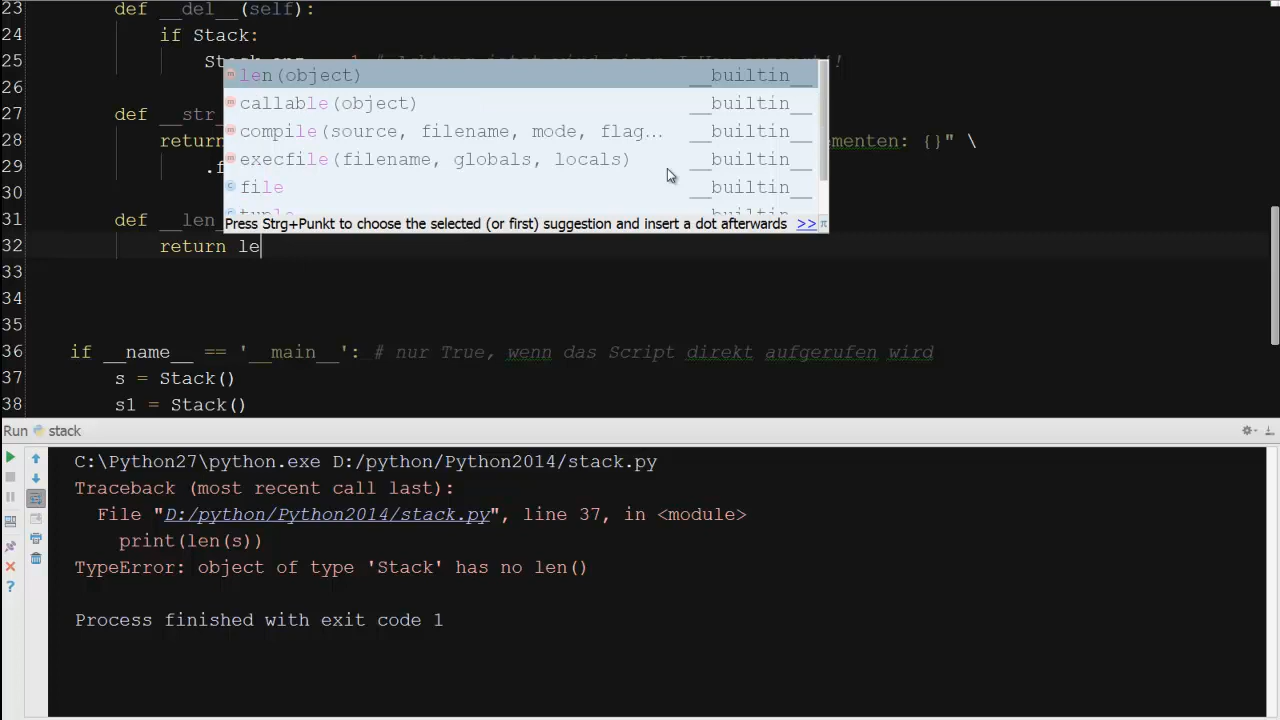 23 def __del__(self):
24 if Stack:
25
26
27 def __str_
28 return ementen: {}" \
29 .f
30
31 def __len_
32 return le
33
34
35
36 if __name__ == '__main__': # nur True, wenn das Script direkt aufgerufen wird
37 s = Stack()
38 s1 = Stack()
len(object) __builtin__
callable(object) __builtin__
compile(source, filename, mode, flag... __builtin__
execfile(filename, globals, locals) __builtin__
file __builtin__
Press Strg+Punkt to choose the selected (or first) suggestion and insert a dot afterwards >> π
Run stack
C:\Python27\python.exe D:/python/Python2014/stack.py
Traceback (most recent call last):
File "D:/python/Python2014/stack.py", line 37, in <module>
print(len(s))
TypeError: object of type 'Stack' has no len()
Process finished with exit code 1